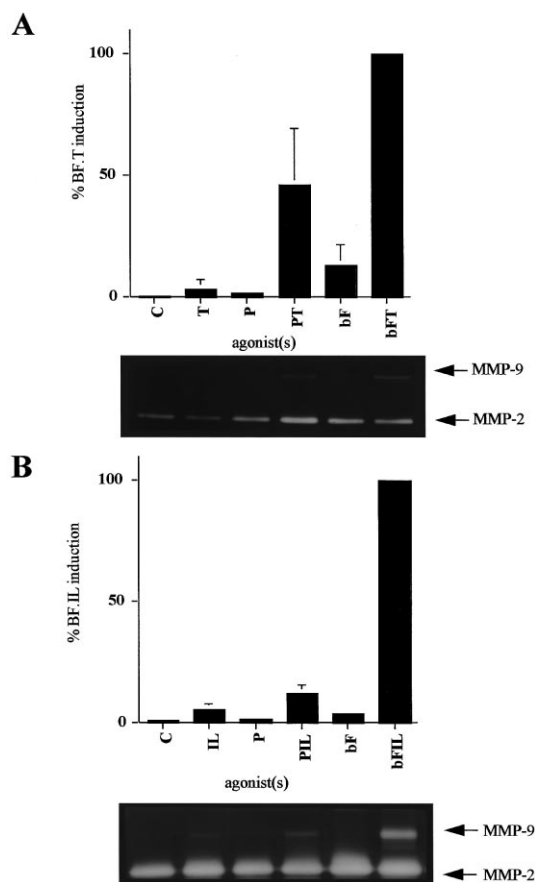 A
% BF.T induction
100
50
0
C T P PT bF bFT
agonist(s)
MMP-9
MMP-2
B
% BF.IL induction
100
50
0
C IL P PIL bF bFIL
agonist(s)
MMP-9
MMP-2